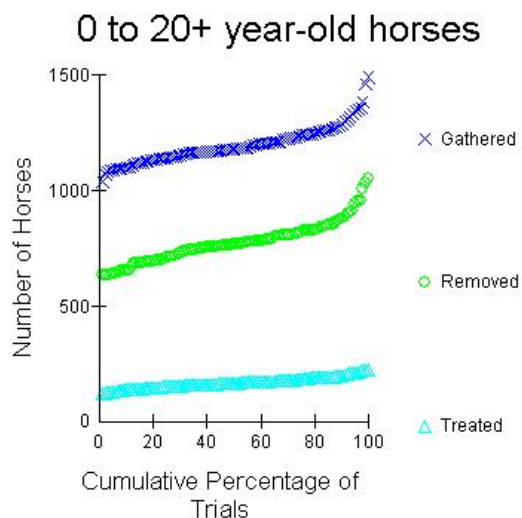 0 to 20+ year-old horses
1500
1000
500
0
Number of Horses
0 20 40 60 80 100
Cumulative Percentage of
Trials
Gathered
Removed
Treated